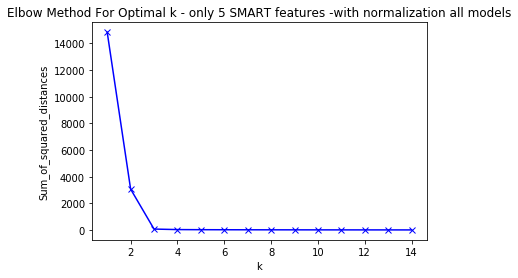 Elbow Method For Optimal k - only 5 SMART features -with normalization all models
Sum_of_squared_distances
14000
12000
10000
8000
6000
4000
2000
0
2 4 6 8 10 12 14
k